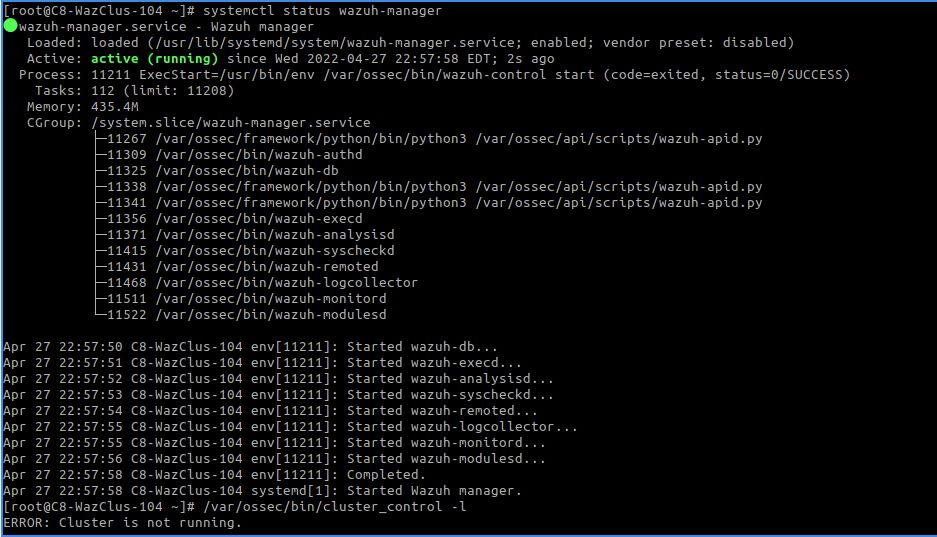 [root@C8-WazClus-104 ~]# systemctl status wazuh-manager
●wazuh-manager.service - Wazuh manager
   Loaded: loaded (/usr/lib/systemd/system/wazuh-manager.service; enabled; vendor preset: disabled)
   Active: active (running) since Wed 2022-04-27 22:57:58 EDT; 2s ago
  Process: 11211 ExecStart=/usr/bin/env /var/ossec/bin/wazuh-control start (code=exited, status=0/SUCCESS)
    Tasks: 112 (limit: 11208)
   Memory: 435.4M
   CGroup: /system.slice/wazuh-manager.service
           ├─11267 /var/ossec/framework/python/bin/python3 /var/ossec/api/scripts/wazuh-apid.py
           ├─11309 /var/ossec/bin/wazuh-authd
           ├─11325 /var/ossec/bin/wazuh-db
           ├─11338 /var/ossec/framework/python/bin/python3 /var/ossec/api/scripts/wazuh-apid.py
           ├─11341 /var/ossec/framework/python/bin/python3 /var/ossec/api/scripts/wazuh-apid.py
           ├─11356 /var/ossec/bin/wazuh-execd
           ├─11371 /var/ossec/bin/wazuh-analysisd
           ├─11415 /var/ossec/bin/wazuh-syscheckd
           ├─11431 /var/ossec/bin/wazuh-remoted
           ├─11468 /var/ossec/bin/wazuh-logcollector
           ├─11511 /var/ossec/bin/wazuh-monitord
           └─11522 /var/ossec/bin/wazuh-modulesd

Apr 27 22:57:50 C8-WazClus-104 env[11211]: Started wazuh-db...
Apr 27 22:57:51 C8-WazClus-104 env[11211]: Started wazuh-execd...
Apr 27 22:57:52 C8-WazClus-104 env[11211]: Started wazuh-analysisd...
Apr 27 22:57:53 C8-WazClus-104 env[11211]: Started wazuh-syscheckd...
Apr 27 22:57:54 C8-WazClus-104 env[11211]: Started wazuh-remoted...
Apr 27 22:57:55 C8-WazClus-104 env[11211]: Started wazuh-logcollector...
Apr 27 22:57:55 C8-WazClus-104 env[11211]: Started wazuh-monitord...
Apr 27 22:57:56 C8-WazClus-104 env[11211]: Started wazuh-modulesd...
Apr 27 22:57:58 C8-WazClus-104 env[11211]: Completed.
Apr 27 22:57:58 C8-WazClus-104 systemd[1]: Started Wazuh manager.
[root@C8-WazClus-104 ~]# /var/ossec/bin/cluster_control -l
ERROR: Cluster is not running.